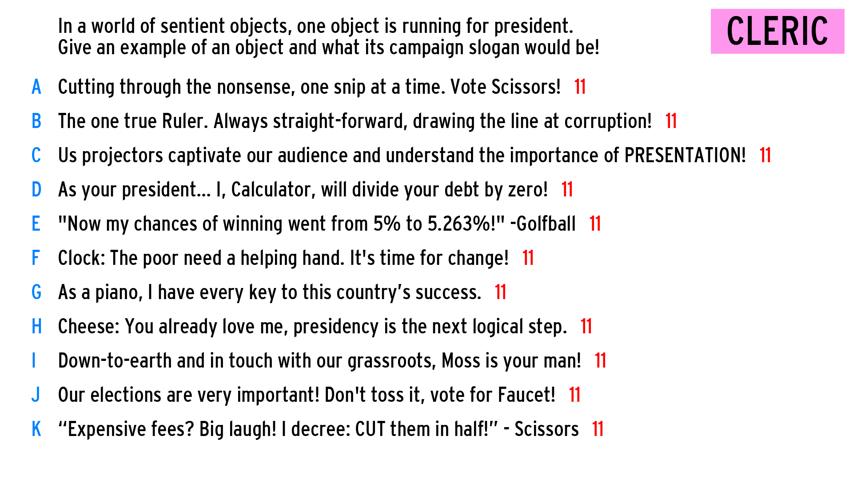 In a world of sentient objects, one object is running for president.
Give an example of an object and what its campaign slogan would be!
CLERIC
A Cutting through the nonsense, one snip at a time. Vote Scissors! 11
B The one true Ruler. Always straight-forward, drawing the line at corruption! 11
C Us projectors captivate our audience and understand the importance of PRESENTATION! 11
D As your president... I, Calculator, will divide your debt by zero! 11
E "Now my chances of winning went from 5% to 5.263%!" -Golfball 11
F Clock: The poor need a helping hand. It's time for change! 11
G As a piano, I have every key to this country’s success. 11
H Cheese: You already love me, presidency is the next logical step. 11
I Down-to-earth and in touch with our grassroots, Moss is your man! 11
J Our elections are very important! Don't toss it, vote for Faucet! 11
K “Expensive fees? Big laugh! I decree: CUT them in half!” - Scissors 11